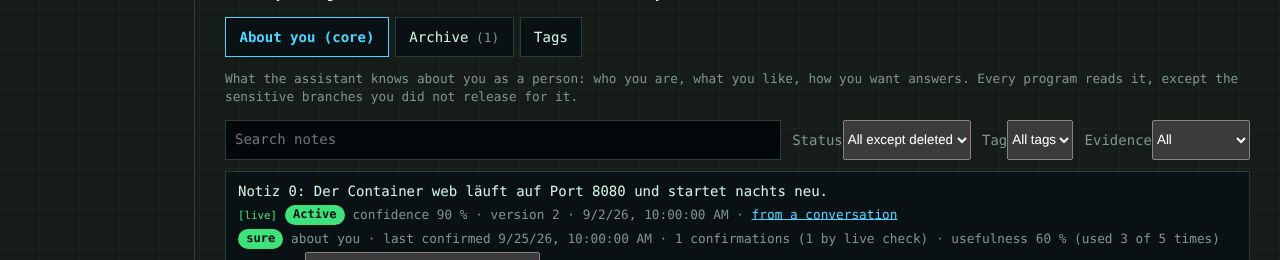 About you (core) Archive (1) Tags
What the assistant knows about you as a person: who you are, what you like, how you want answers. Every program reads it, except the
sensitive branches you did not release for it.
Search notes Status All except deleted Tag All tags Evidence All
Notiz 0: Der Container web läuft auf Port 8080 und startet nachts neu.
[live] Active confidence 90 % · version 2 · 9/2/26, 10:00:00 AM · from a conversation
sure about you · last confirmed 9/25/26, 10:00:00 AM · 1 confirmations (1 by live check) · usefulness 60 % (used 3 of 5 times)